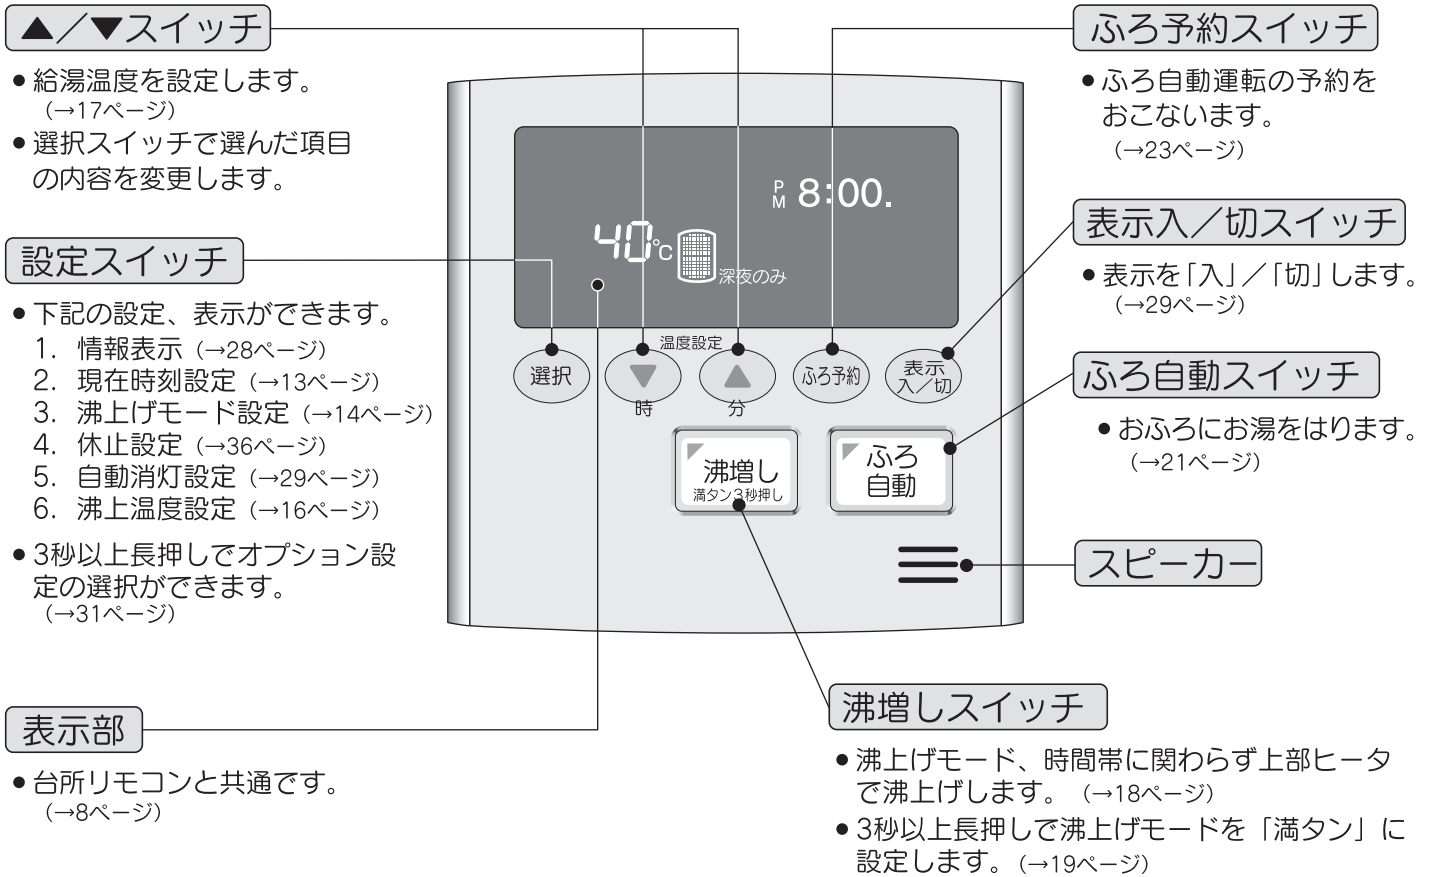 ▲／▼スイッチ
●給湯温度を設定します。
（→17ページ）
●選択スイッチで選んだ項目
の内容を変更します。
設定スイッチ
●下記の設定、表示ができます。
1. 情報表示（→28ページ）
2. 現在時刻設定（→13ページ）
3. 沸上げモード設定（→14ページ）
4. 休止設定（→36ページ）
5. 自動消灯設定（→29ページ）
6. 沸上温度設定（→16ページ）
●3秒以上長押しでオプション設
定の選択ができます。
（→31ページ）
表示部
●台所リモコンと共通です。
（→8ページ）
PM 8:00.
40℃
深夜のみ
温度設定
選択
▼
▲
ふろ予約
表示
入／切
時
分
沸増し
満タン3秒押し
ふろ
自動
ふろ予約スイッチ
●ふろ自動運転の予約を
おこないます。
（→23ページ）
表示入／切スイッチ
●表示を「入」／「切」します。
（→29ページ）
ふろ自動スイッチ
●おふろにお湯をはります。
（→21ページ）
スピーカー
沸増しスイッチ
●沸上げモード、時間帯に関わらず上部ヒータ
で沸上げします。（→18ページ）
●3秒以上長押しで沸上げモードを「満タン」に
設定します。（→19ページ）